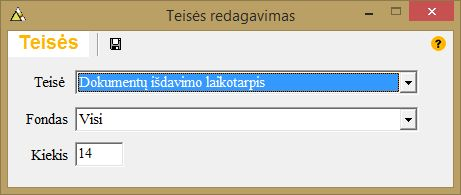 Teisės redagavimas
Teisės
?
Teisė Dokumentų išdavimo laikotarpis
Fondas Visi
Kiekis 14